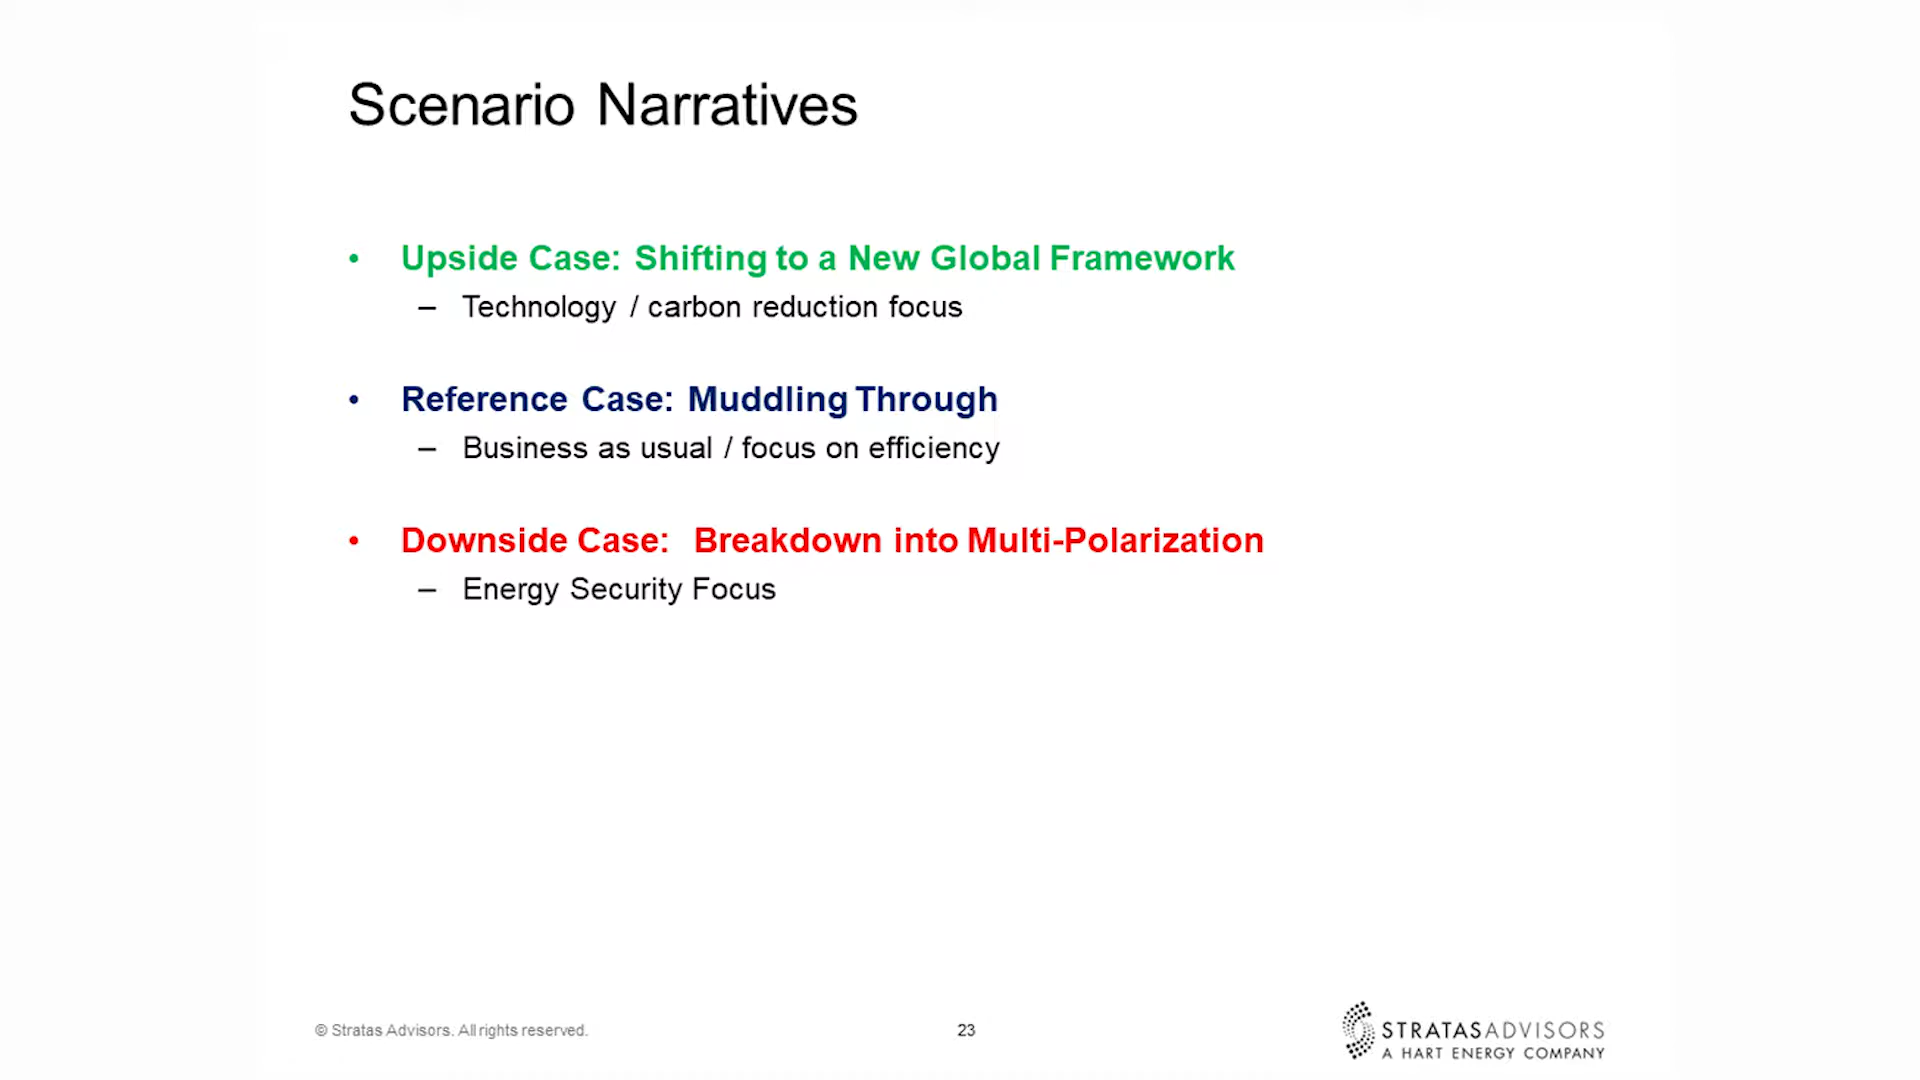 Scenario Narratives
• Upside Case: Shifting to a New Global Framework
– Technology / carbon reduction focus
• Reference Case: Muddling Through
– Business as usual / focus on efficiency
• Downside Case: Breakdown into Multi-Polarization
– Energy Security Focus
© Stratas Advisors. All rights reserved.
23
STRATASADVISORS
A HART ENERGY COMPANY